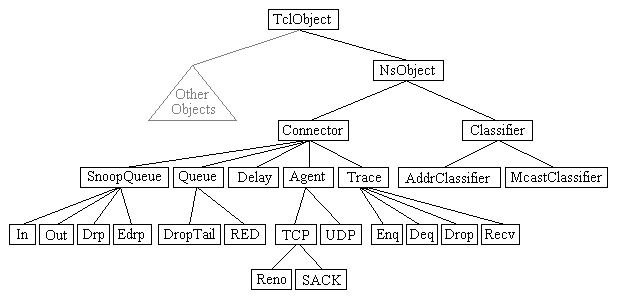 TclObject
NsObject
Other
Objects
Connector
Classifier
SnoopQueue
Queue
Delay
Agent
Trace
AddrClassifier
McastClassifier
In
Out
Drp
Edrp
DropTail
RED
TCP
UDP
Enq
Deq
Drop
Recv
Reno
SACK